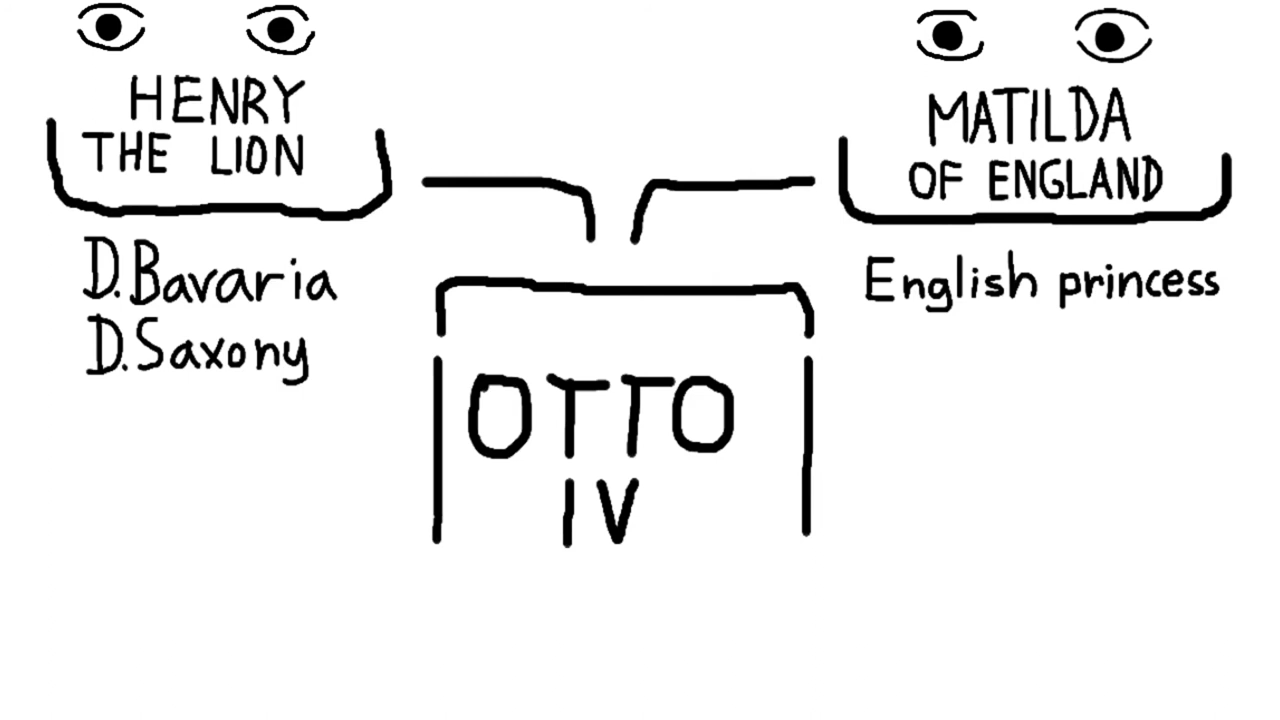 HENRY
THE LION
D.Bavaria
D.Saxony
MATILDA
OF ENGLAND
English princess
OTTO
IV